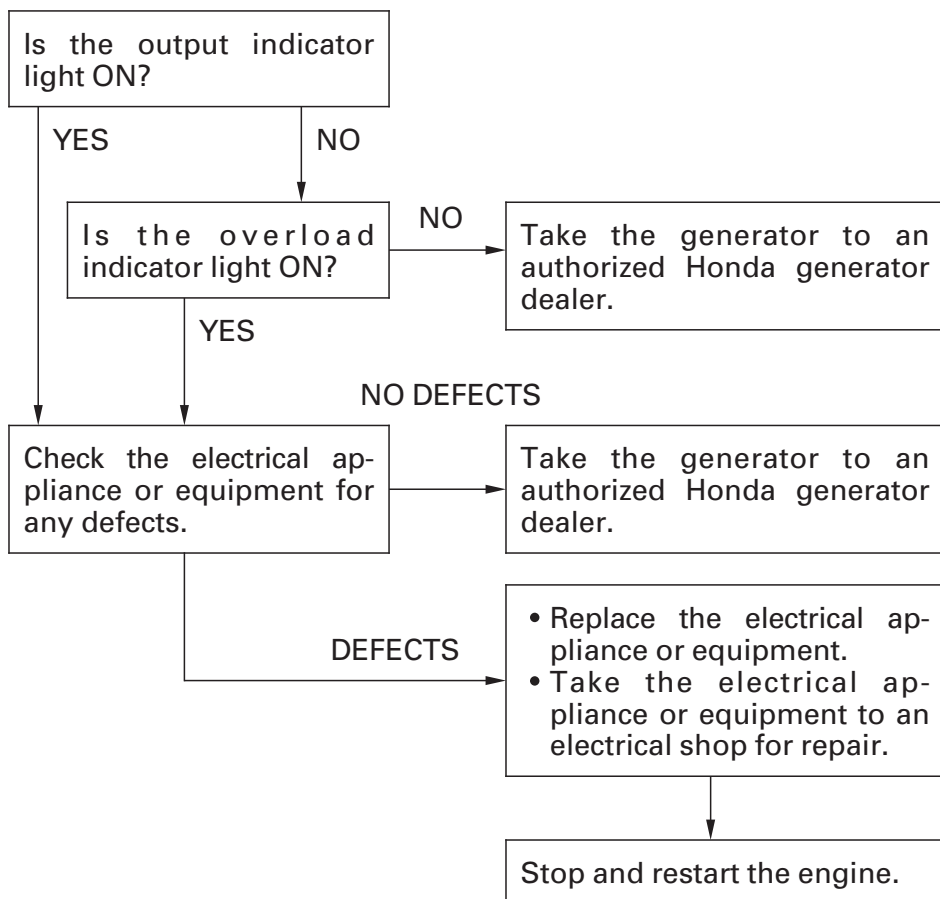 Is the output indicator
light ON?
YES
NO
Is the overload
indicator light ON?
NO
Take the generator to an
authorized Honda generator
dealer.
YES
NO DEFECTS
Check the electrical ap-
pliance or equipment for
any defects.
Take the generator to an
authorized Honda generator
dealer.
DEFECTS
• Replace the electrical ap-
pliance or equipment.
• Take the electrical ap-
pliance or equipment to an
electrical shop for repair.
Stop and restart the engine.